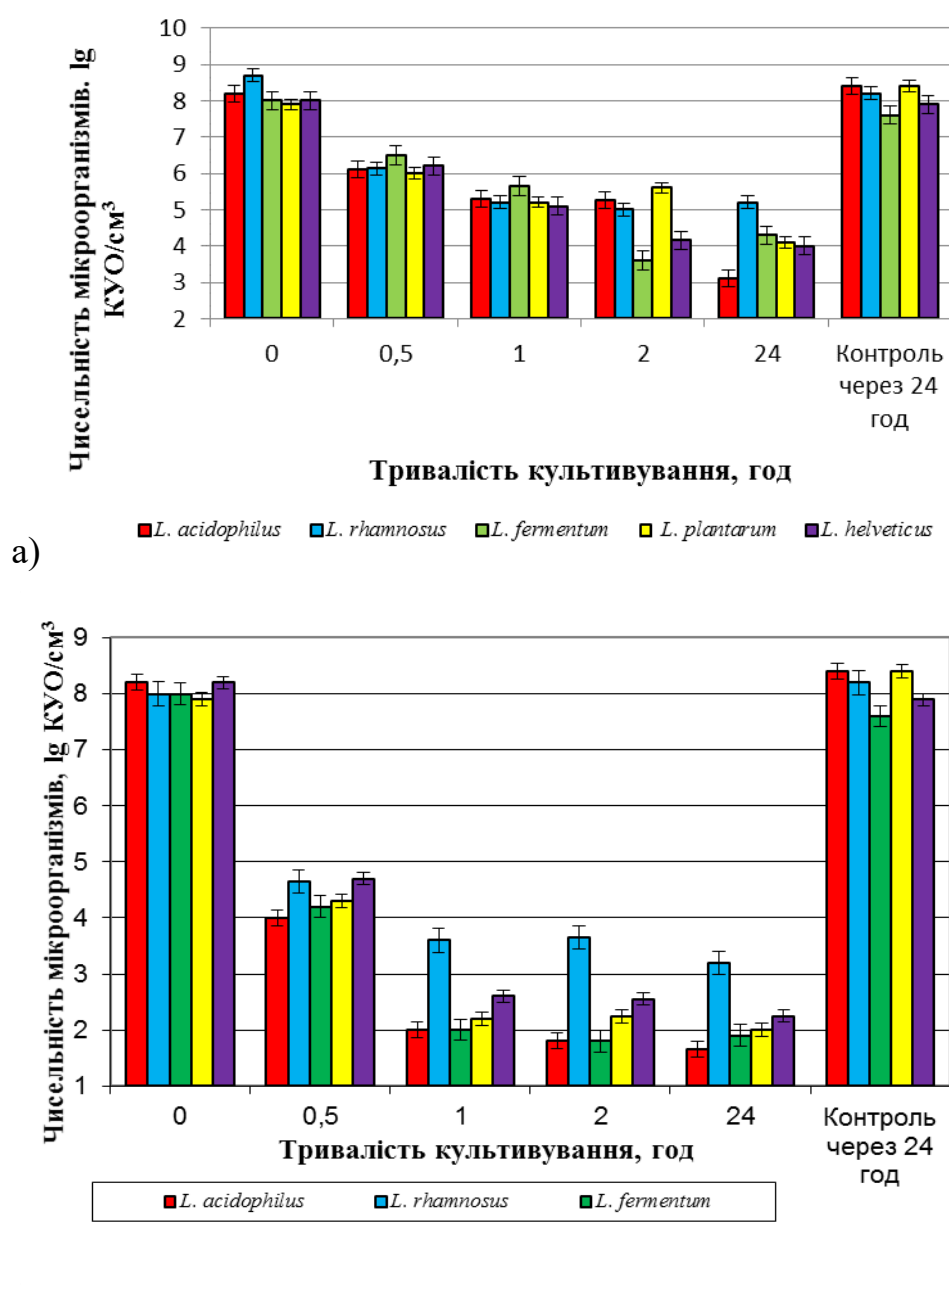 10
9
8
7
6
5
4
3
2
Чисельність мікроорганізмів. lg
КУО/см³
0 0,5 1 2 24 Контроль
через 24
год
Тривалість культивування, год
L. acidophilus L. rhamnosus L. fermentum L. plantarum L. helveticus
а)
9
8
7
6
5
4
3
2
1
Чисельність мікроорганізмів, lg КУО/см³
0 0,5 1 2 24 Контроль
через 24
год
Тривалість культивування, год
L. acidophilus L. rhamnosus L. fermentum